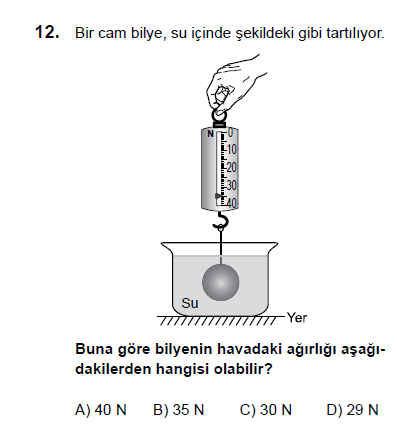 12. Bir cam bilye, su içinde şekildeki gibi tartılıyor.
N
0
10
20
30
40
Su
Yer
Buna göre bilyenin havadaki ağırlığı aşağı-
dakilerden hangisi olabilir?
A) 40 N B) 35 N C) 30 N D) 29 N